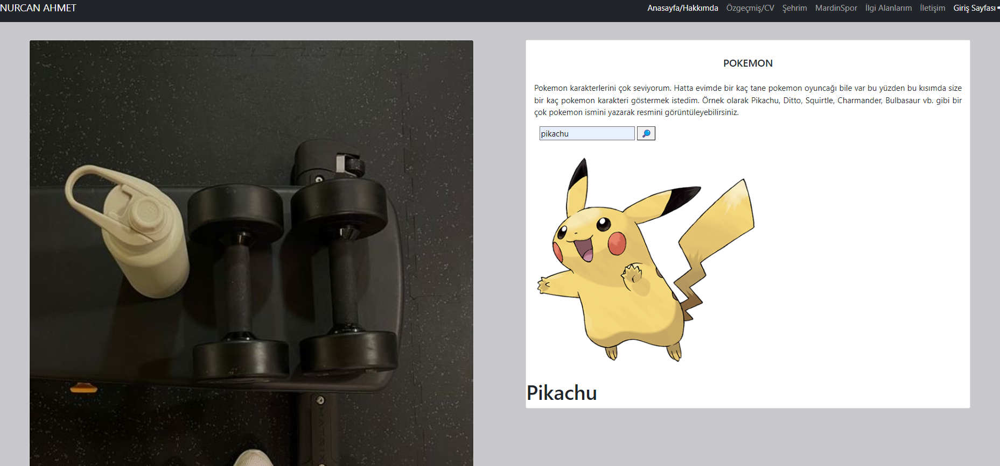 NURCAN AHMET
Anasayfa/Hakkımda Özgeçmiş/CV Şehrim MardinSpor İlgi Alanlarım İletişim Giriş Sayfası
POKEMON
Pokemon karakterlerini çok seviyorum. Hatta evimde bir kaç tane pokemon oyuncağı bile var bu yüzden bu kısımda size
bir kaç pokemon karakteri göstermek istedim. Örnek olarak Pikachu, Ditto, Squirtle, Charmander, Bulbasaur vb. gibi bir
çok pokemon ismini yazarak resmini görüntüleyebilirsiniz.
pikachu
Pikachu
MATRIX